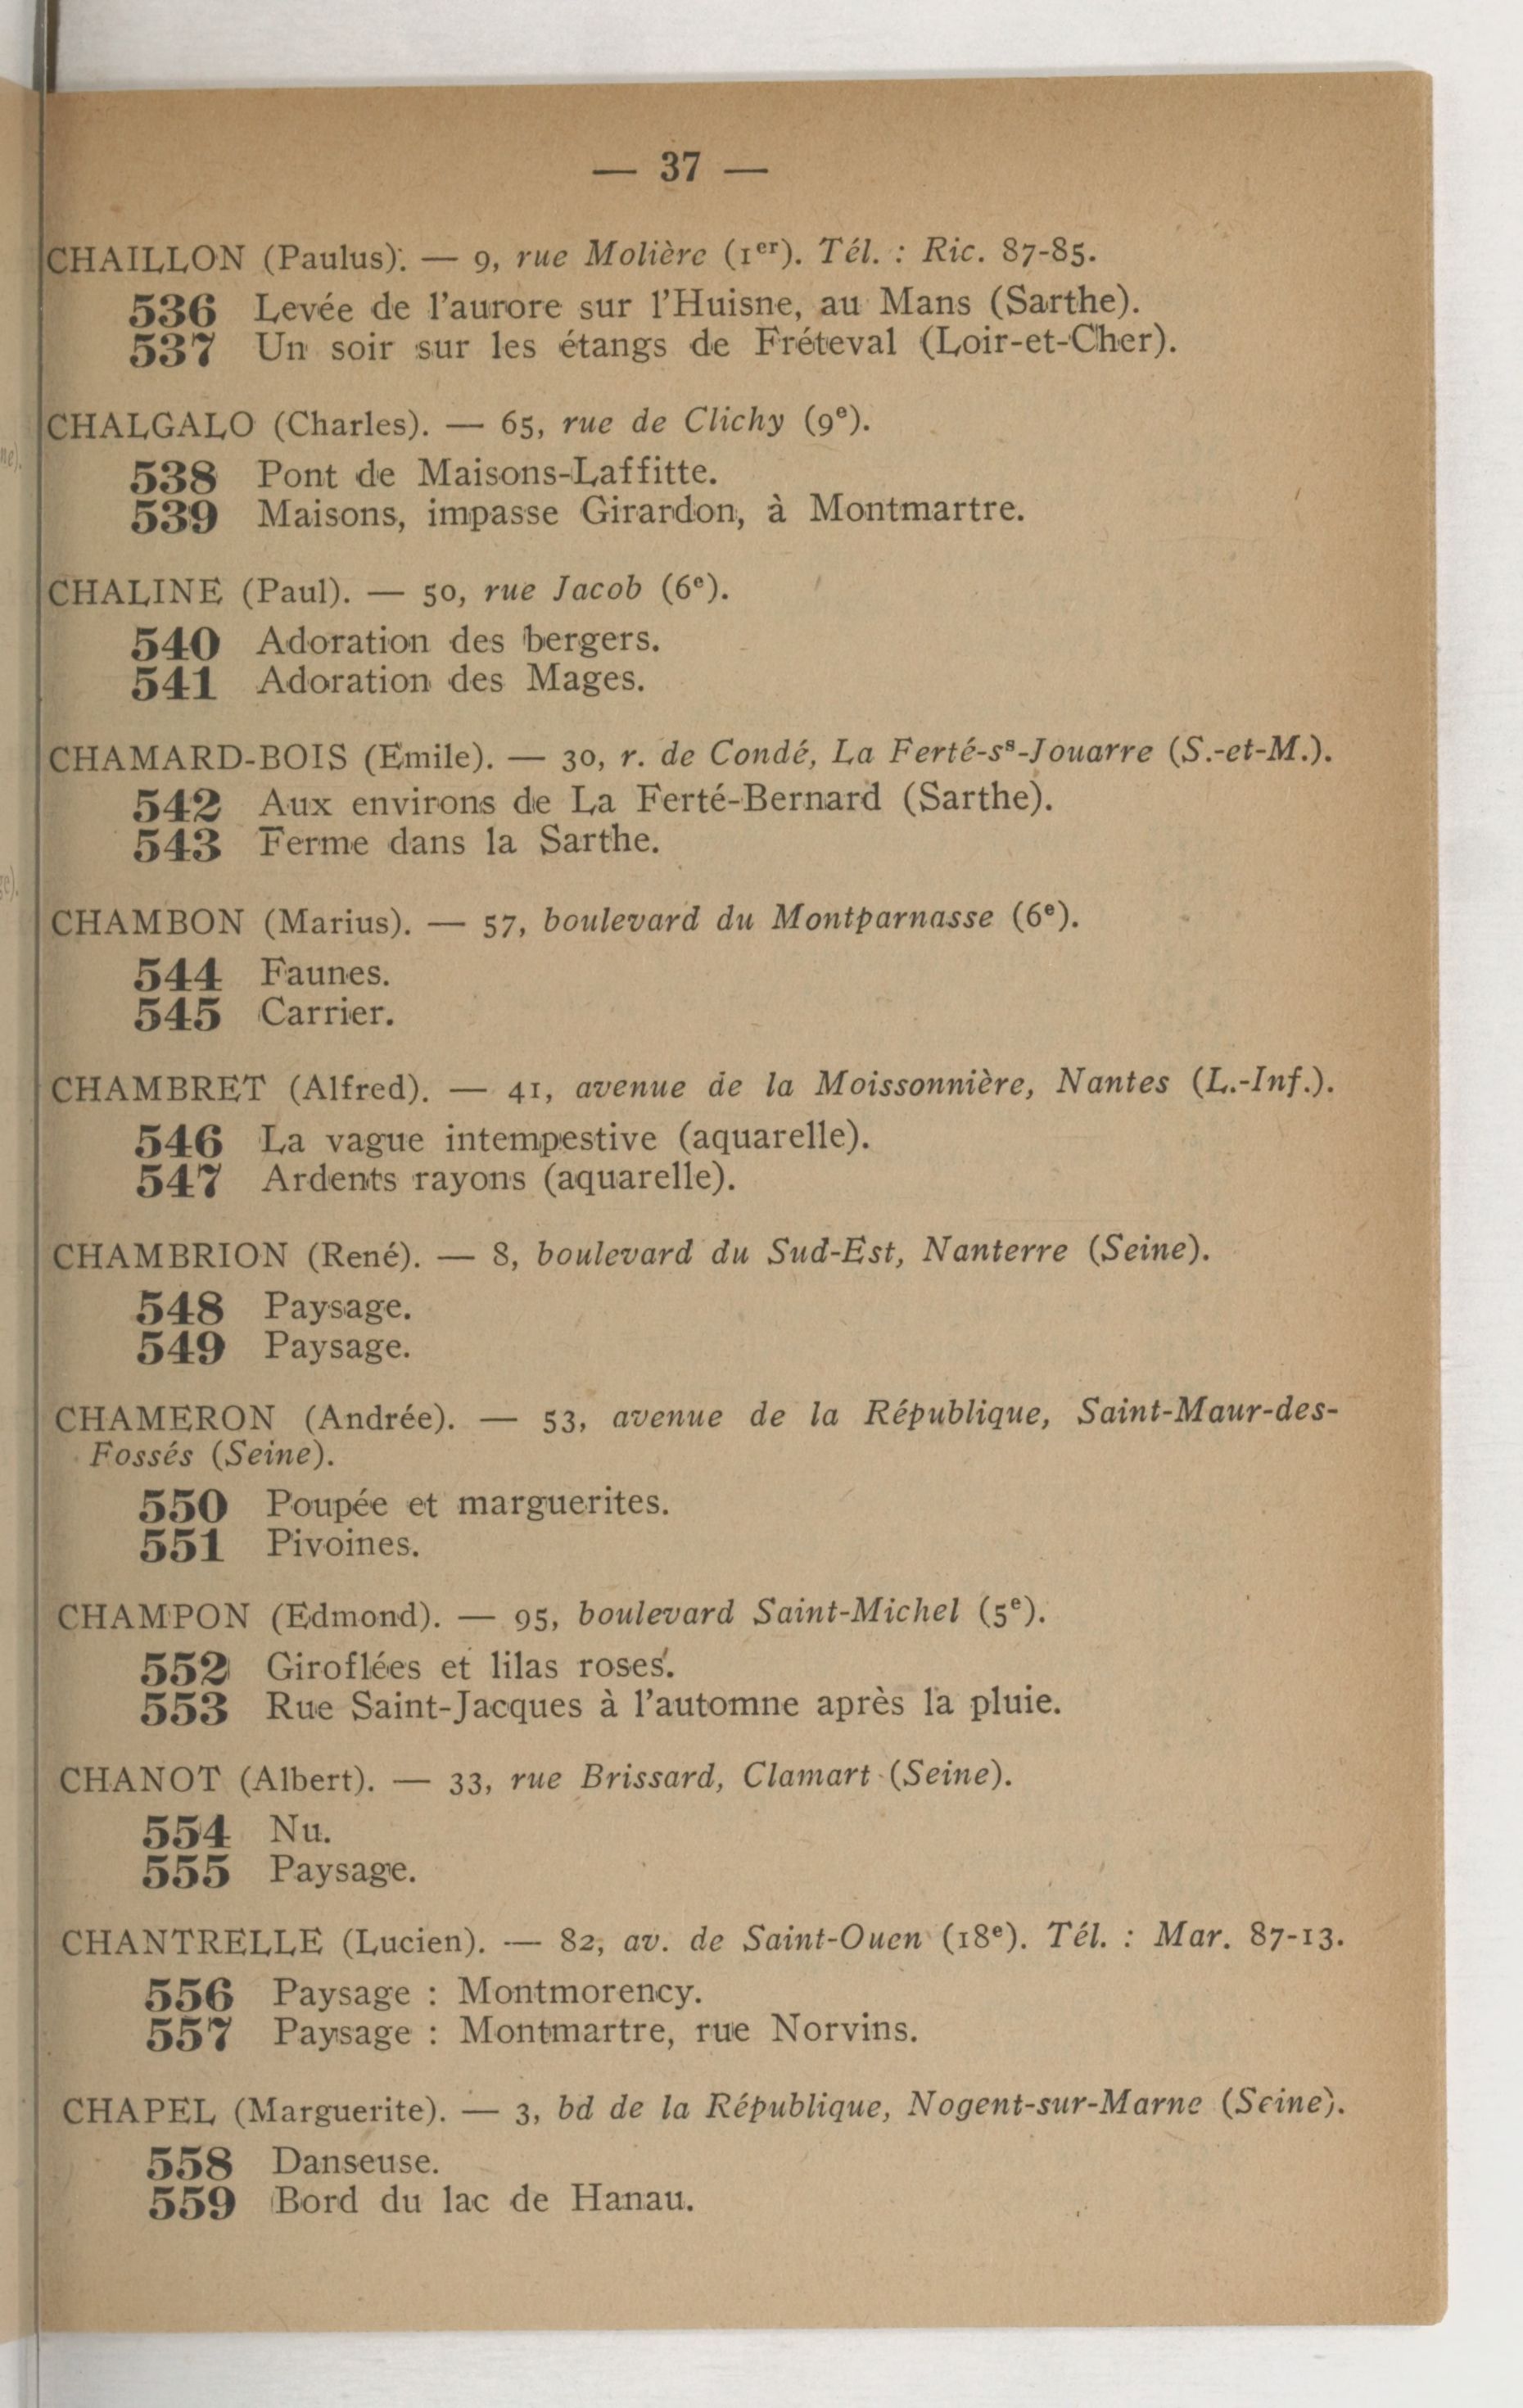 — 37 —
CHAILLON (Paulus). — 9, rue Molière (1er). Tél. : Ric. 87-85.
536 Levée de l'aurore sur l'Huisne, au Mans (Sarthe).
537 Un soir sur les étangs de Fréteval (Loir-et-Cher).
CHALGALO (Charles). — 65, rue de Clichy (9e).
538 Pont de Maisons-Laffitte.
539 Maisons, impasse Girardon, à Montmartre.
CHALINE (Paul). — 50, rue Jacob (6e).
540 Adoration des bergers.
541 Adoration des Mages.
CHAMARD-BOIS (Emile). — 30, r. de Condé, La Ferté-ss-Jouarre (S.-et-M.).
542 Aux environs de La Ferté-Bernard (Sarthe).
543 Ferme dans la Sarthe.
CHAMBON (Marius). — 57, boulevard du Montparnasse (6e).
544 Faunes.
545 Carrier.
CHAMBRET (Alfred). — 41, avenue de la Moissonnière, Nantes (L.-Inf.).
546 La vague intempestive (aquarelle).
547 Ardents rayons (aquarelle).
CHAMBRION (René). — 8, boulevard du Sud-Est, Nanterre (Seine).
548 Paysage.
549 Paysage.
CHAMERON (Andrée). — 53, avenue de la République, Saint-Maur-des-
Fossés (Seine).
550 Poupée et marguerites.
551 Pivoines.
CHAMPON (Edmond). — 95, boulevard Saint-Michel (5e).
552 Giroflées et lilas roses.
553 Rue Saint-Jacques à l'automne après la pluie.
CHANOT (Albert). — 33, rue Brissard, Clamart (Seine).
554 Nu.
555 Paysage.
CHANTRELLE (Lucien). — 82, av. de Saint-Ouen (18e). Tél. : Mar. 87-13.
556 Paysage : Montmorency.
557 Paysage : Montmartre, rue Norvins.
CHAPEL (Marguerite). — 3, bd de la République, Nogent-sur-Marne (Seine).
558 Danseuse.
559 Bord du lac de Hanau.